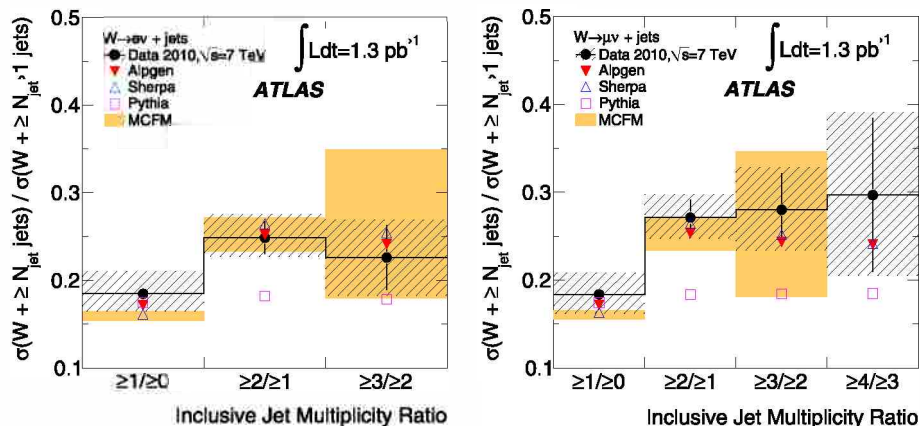 σ(W + ≥ N_jet jets) / σ(W + ≥ N_jet›1 jets)
0.5
0.4
0.3
0.2
0.1
W→eν + jets
Data 2010,√s=7 TeV
Alpgen
Sherpa
Pythia
MCFM
∫Ldt=1.3 pb›1
ATLAS
≥1/≥0 ≥2/≥1 ≥3/≥2
Inclusive Jet Multiplicity Ratio
σ(W + ≥ N_jet jets) / σ(W + ≥ N_jet›1 jets)
0.5
0.4
0.3
0.2
0.1
W→μν + jets
Data 2010,√s=7 TeV
Alpgen
Sherpa
Pythia
MCFM
∫Ldt=1.3 pb›1
ATLAS
≥1/≥0 ≥2/≥1 ≥3/≥2 ≥4/≥3
Inclusive Jet Multiplicity Ratio